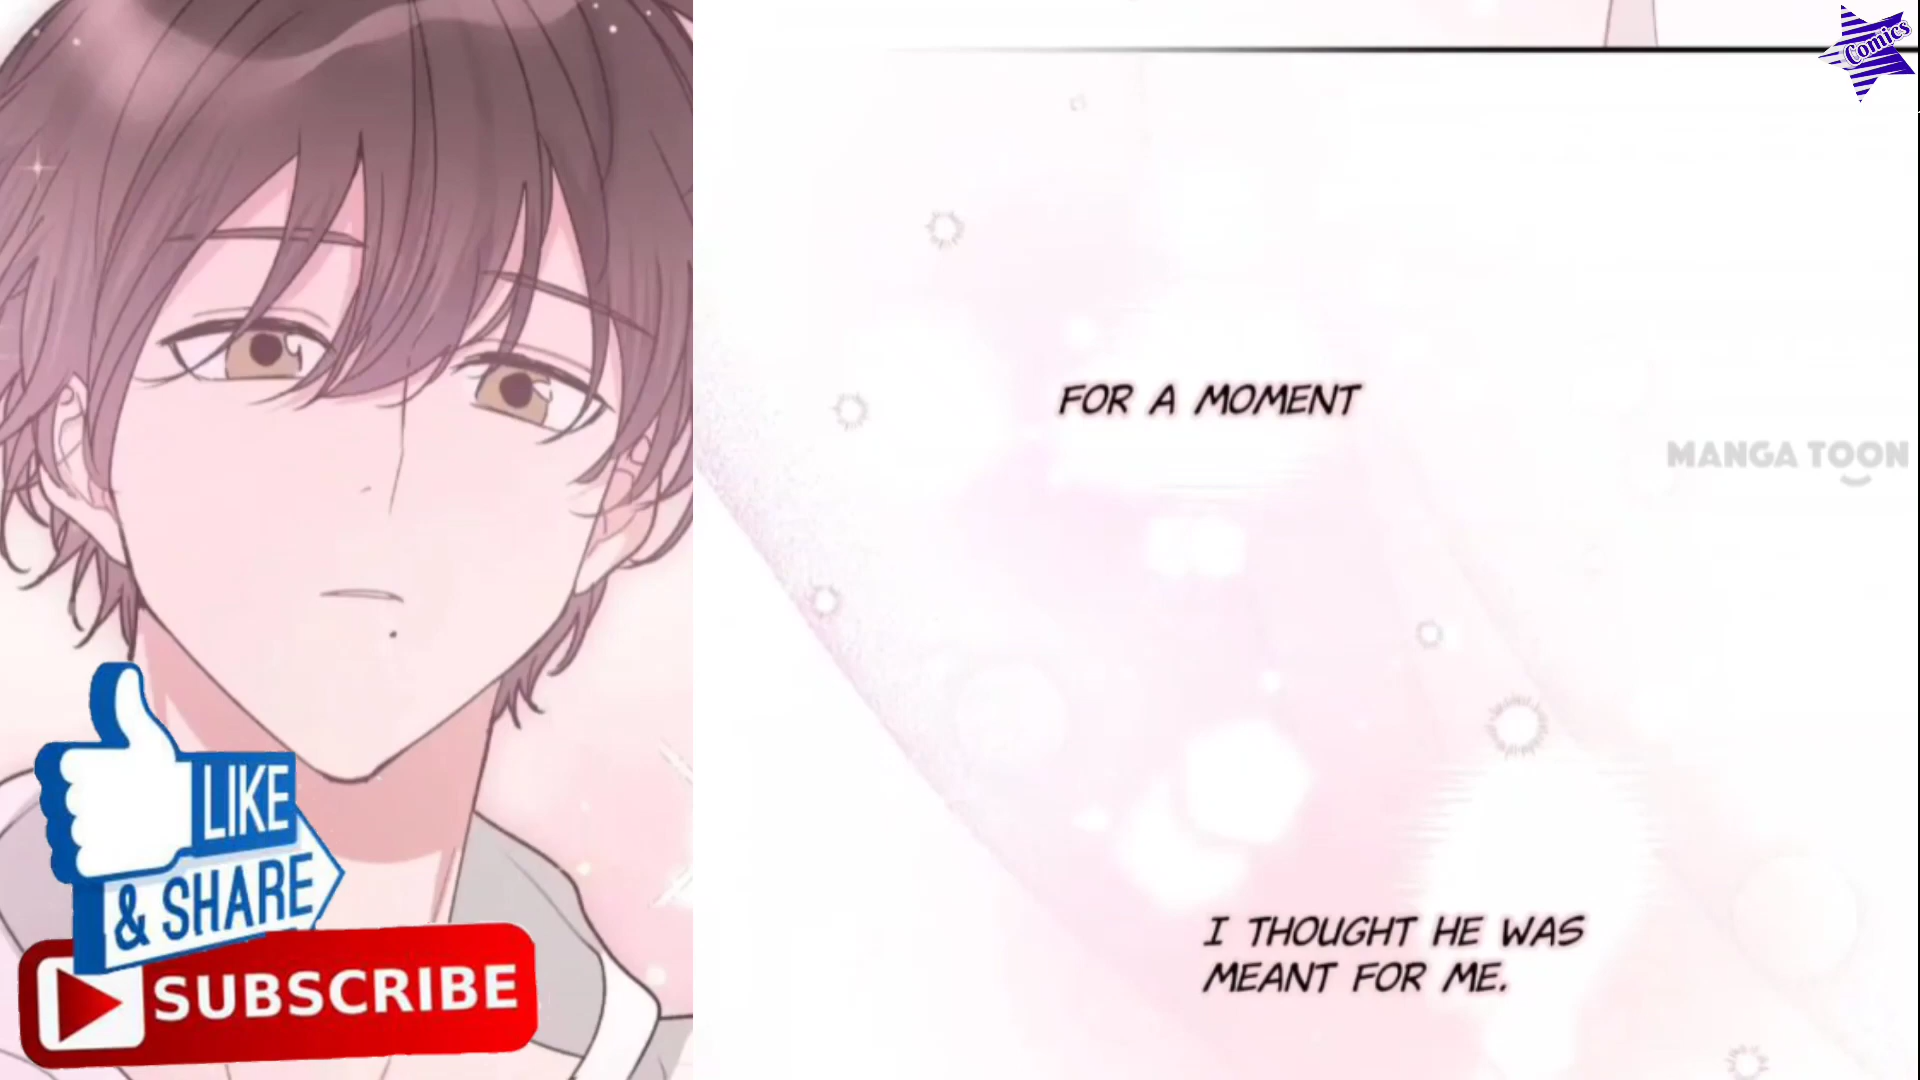 Comics
FOR A MOMENT
MANGA TOON
I THOUGHT HE WAS
MEANT FOR ME.
LIKE
& SHARE
SUBSCRIBE